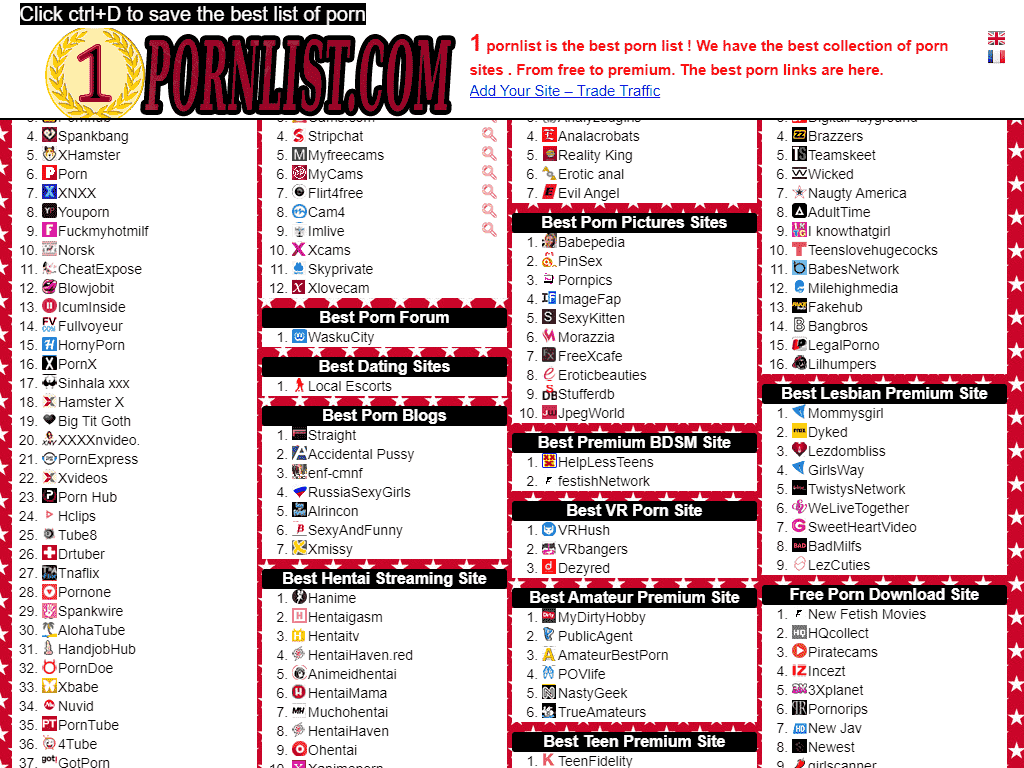 Click ctrl+D to save the best list of porn
1 PORNLIST.COM
1 pornlist is the best porn list ! We have the best collection of porn
sites . From free to premium. The best porn links are here.
Add Your Site – Trade Traffic
4. Spankbang
5. XHamster
6. Porn
7. XNXX
8. Youporn
9. Fuckmyhotmilf
10. Norsk
11. CheatExpose
12. Blowjobit
13. IcumInside
14. Fullvoyeur
15. HornyPorn
16. PornX
17. Sinhala xxx
18. Hamster X
19. Big Tit Goth
20. XXXXnvideo.
21. PornExpress
22. Xvideos
23. Porn Hub
24. Hclips
25. Tube8
26. Drtuber
27. Tnaflix
28. Pornone
29. Spankwire
30. AlohaTube
31. HandjobHub
32. PornDoe
33. Xbabe
34. Nuvid
35. PornTube
36. 4Tube
37. GotPorn
4. Stripchat
5. Myfreecams
6. MyCams
7. Flirt4free
8. Cam4
9. Imlive
10. Xcams
11. Skyprivate
12. Xlovecam
Best Porn Forum
1. WaskuCity
Best Dating Sites
1. Local Escorts
Best Porn Blogs
1. Straight
2. Accidental Pussy
3. enf-cmnf
4. RussiaSexyGirls
5. Alrincon
6. SexyAndFunny
7. Xmissy
Best Hentai Streaming Site
1. Hanime
2. Hentaigasm
3. Hentaitv
4. HentaiHaven.red
5. Animeidhentai
6. HentaiMama
7. Muchohentai
8. HentaiHaven
9. Ohentai
4. Analacrobats
5. Reality King
6. Erotic anal
7. Evil Angel
Best Porn Pictures Sites
1. Babepedia
2. PinSex
3. Pornpics
4. ImageFap
5. SexyKitten
6. Morazzia
7. FreeXcafe
8. Eroticbeauties
9. Stufferdb
10. JpegWorld
Best Premium BDSM Site
1. HelpLessTeens
2. festishNetwork
Best VR Porn Site
1. VRHush
2. VRbangers
3. Dezyred
Best Amateur Premium Site
1. MyDirtyHobby
2. PublicAgent
3. AmateurBestPorn
4. POVlife
5. NastyGeek
6. TrueAmateurs
Best Teen Premium Site
1. TeenFidelity
4. Brazzers
5. Teamskeet
6. Wicked
7. Naugty America
8. AdultTime
9. I knowthatgirl
10. Teenslovehugecocks
11. BabesNetwork
12. Milehighmedia
13. Fakehub
14. Bangbros
15. LegalPorno
16. Lilhumpers
Best Lesbian Premium Site
1. Mommysgirl
2. Dyked
3. Lezdombliss
4. GirlsWay
5. TwistysNetwork
6. WeLiveTogether
7. SweetHeartVideo
8. BadMilfs
9. LezCuties
Free Porn Download Site
1. New Fetish Movies
2. HQcollect
3. Piratecams
4. Incezt
5. 3Xplanet
6. Pornorips
7. New Jav
8. Newest
9. girlscanner